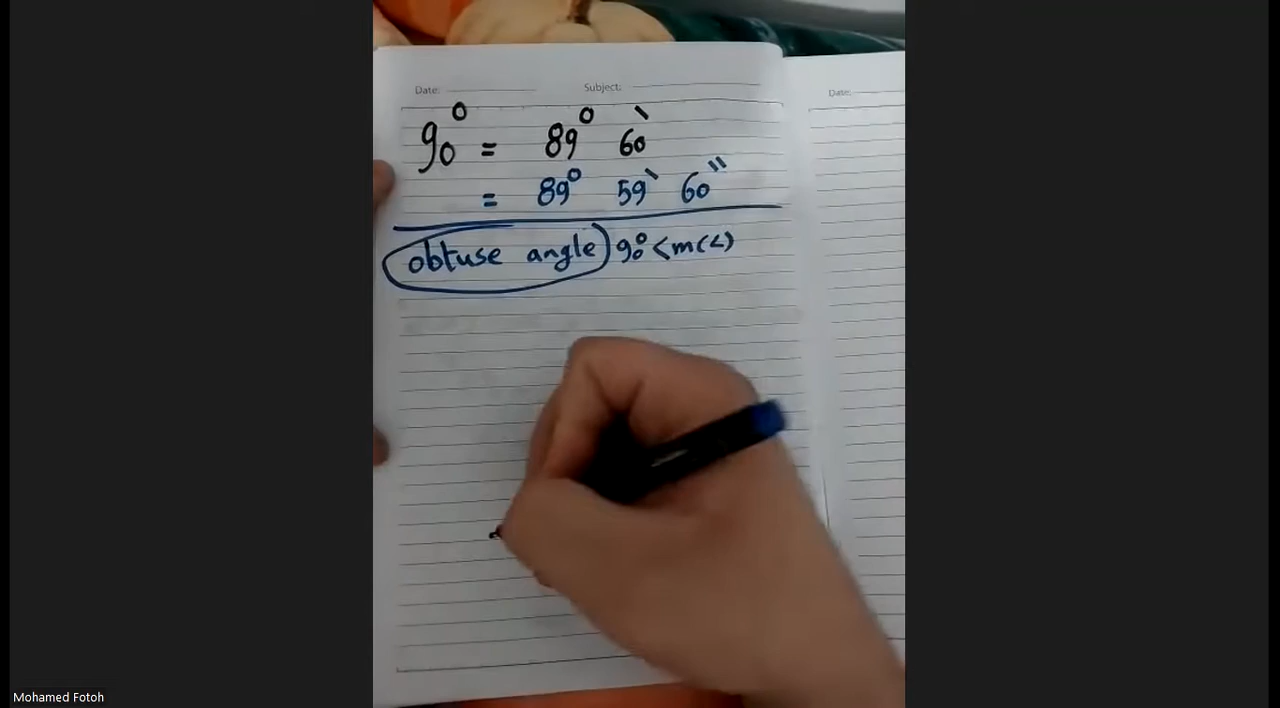 Date: Subject: Date:
90° = 89° 60'
= 89° 59' 60"
obtuse angle 90° < m(∠)
Mohamed Fotoh